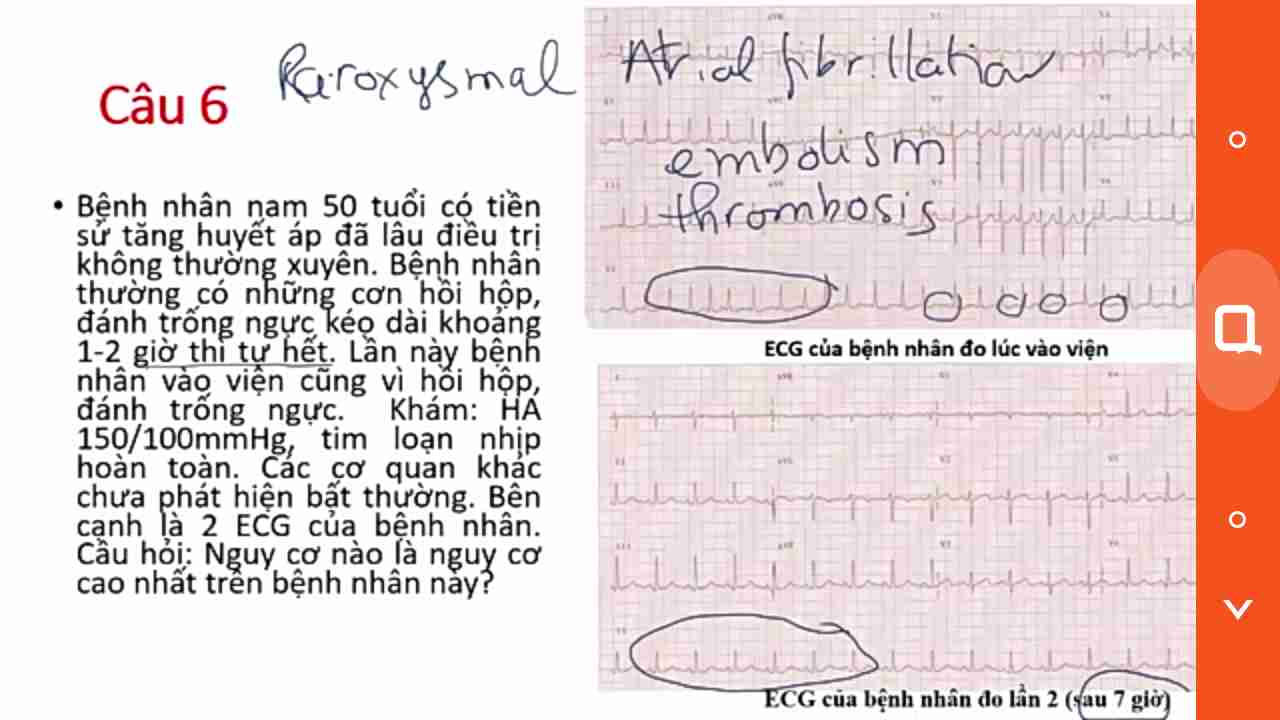 Paroxysmal Atrial fibrillation
Câu 6
embolism
thrombosis
• Bệnh nhân nam 50 tuổi có tiền
sử tăng huyết áp đã lâu điều trị
không thường xuyên. Bệnh nhân
thường có những cơn hồi hộp,
đánh trống ngực kéo dài khoảng
1-2 giờ thì tự hết. Lần này bệnh
nhân vào viện cũng vì hồi hộp,
đánh trống ngực. Khám: HA
150/100mmHg, tim loạn nhịp
hoàn toàn. Các cơ quan khác
chưa phát hiện bất thường. Bên
cạnh là 2 ECG của bệnh nhân.
Câu hỏi: Nguy cơ nào là nguy cơ
cao nhất trên bệnh nhân này?
ECG của bệnh nhân đo lúc vào viện
ECG của bệnh nhân đo lần 2 (sau 7 giờ)